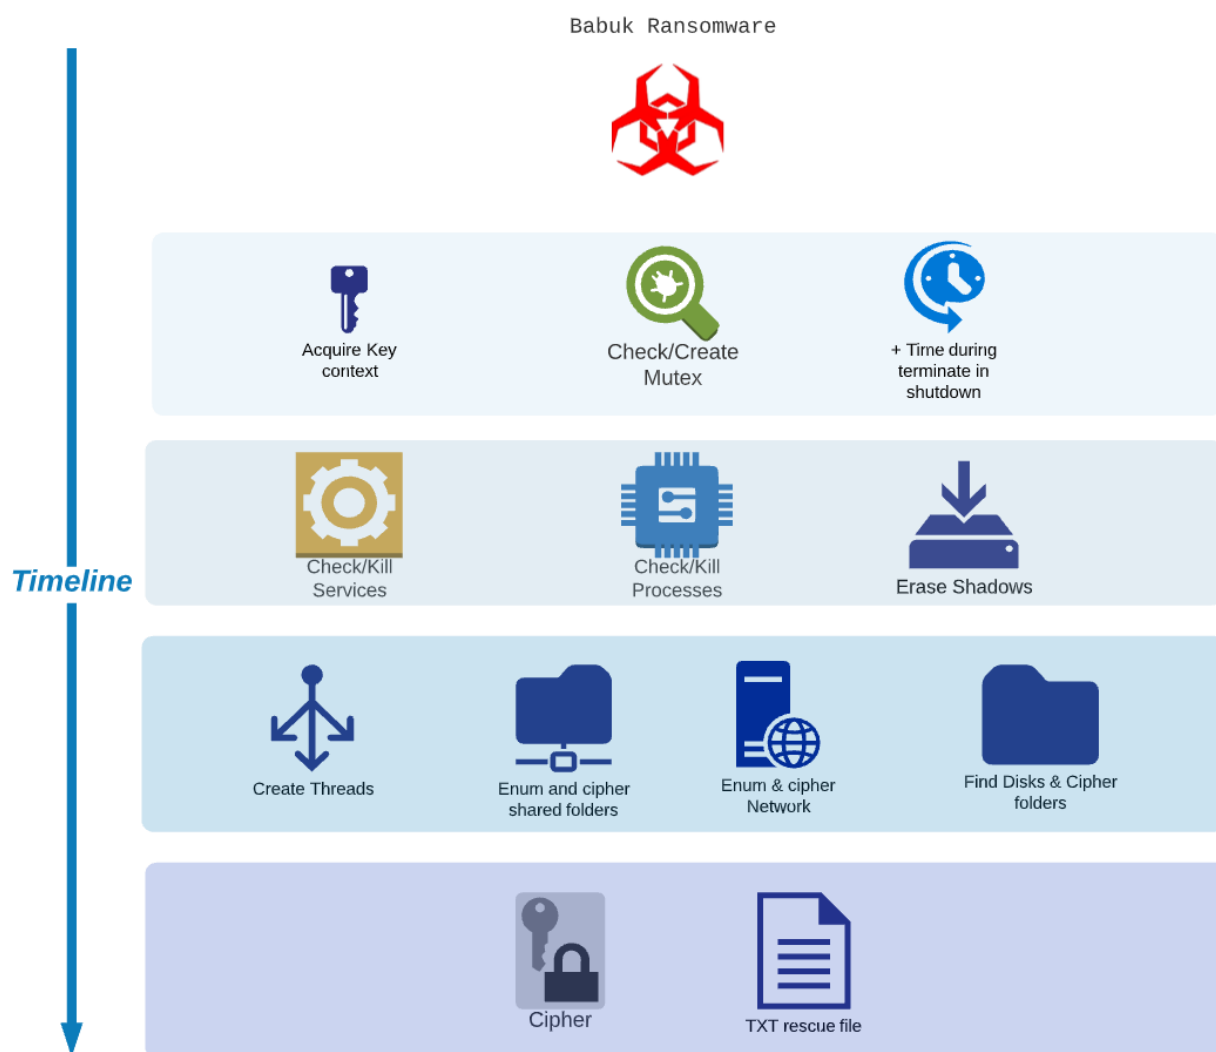 Babuk Ransomware
Acquire Key
context
Check/Create
Mutex
+ Time during
terminate in
shutdown
Check/Kill
Services
Check/Kill
Processes
Erase Shadows
Timeline
Create Threads
Enum and cipher
shared folders
Enum & cipher
Network
Find Disks & Cipher
folders
Cipher
TXT rescue file